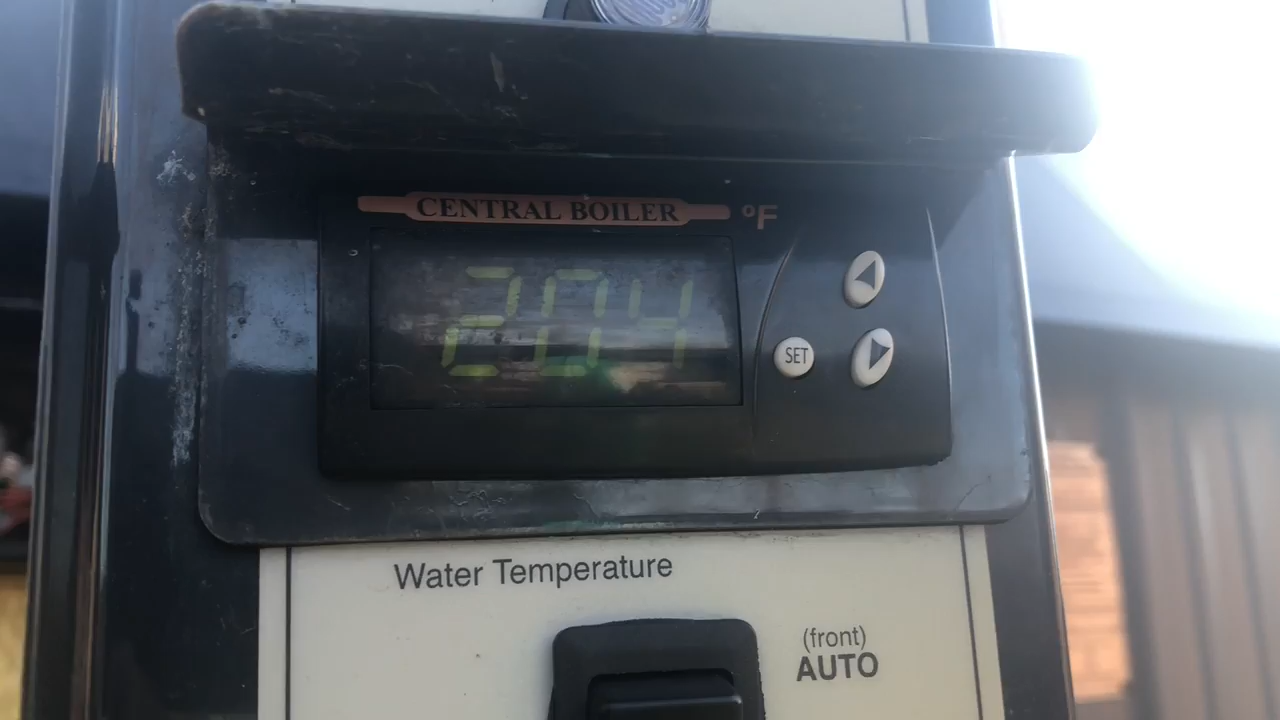 CENTRAL BOILER °F
204
SET
Water Temperature
(front)
AUTO